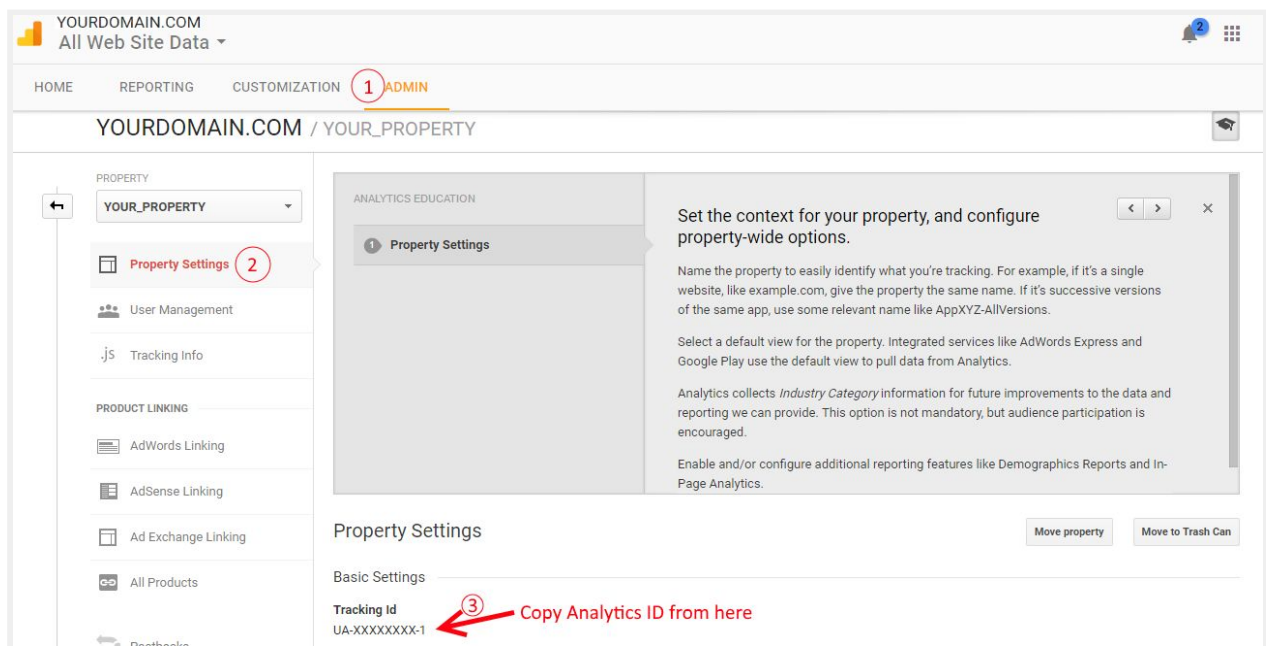 YOURDOMAIN.COM
All Web Site Data
2
HOME REPORTING CUSTOMIZATION 1 ADMIN
YOURDOMAIN.COM / YOUR_PROPERTY
PROPERTY
YOUR_PROPERTY
Property Settings 2
User Management
.js Tracking Info
PRODUCT LINKING
AdWords Linking
AdSense Linking
Ad Exchange Linking
All Products
Postbacks
ANALYTICS EDUCATION
1 Property Settings
Set the context for your property, and configure
property-wide options.
Name the property to easily identify what you're tracking. For example, if it's a single
website, like example.com, give the property the same name. If it's successive versions
of the same app, use some relevant name like AppXYZ-AllVersions.
Select a default view for the property. Integrated services like AdWords Express and
Google Play use the default view to pull data from Analytics.
Analytics collects Industry Category information for future improvements to the data and
reporting we can provide. This option is not mandatory, but audience participation is
encouraged.
Enable and/or configure additional reporting features like Demographics Reports and In-
Page Analytics.
Property Settings
Move property
Move to Trash Can
Basic Settings
Tracking Id
UA-XXXXXXXX-1
3 Copy Analytics ID from here